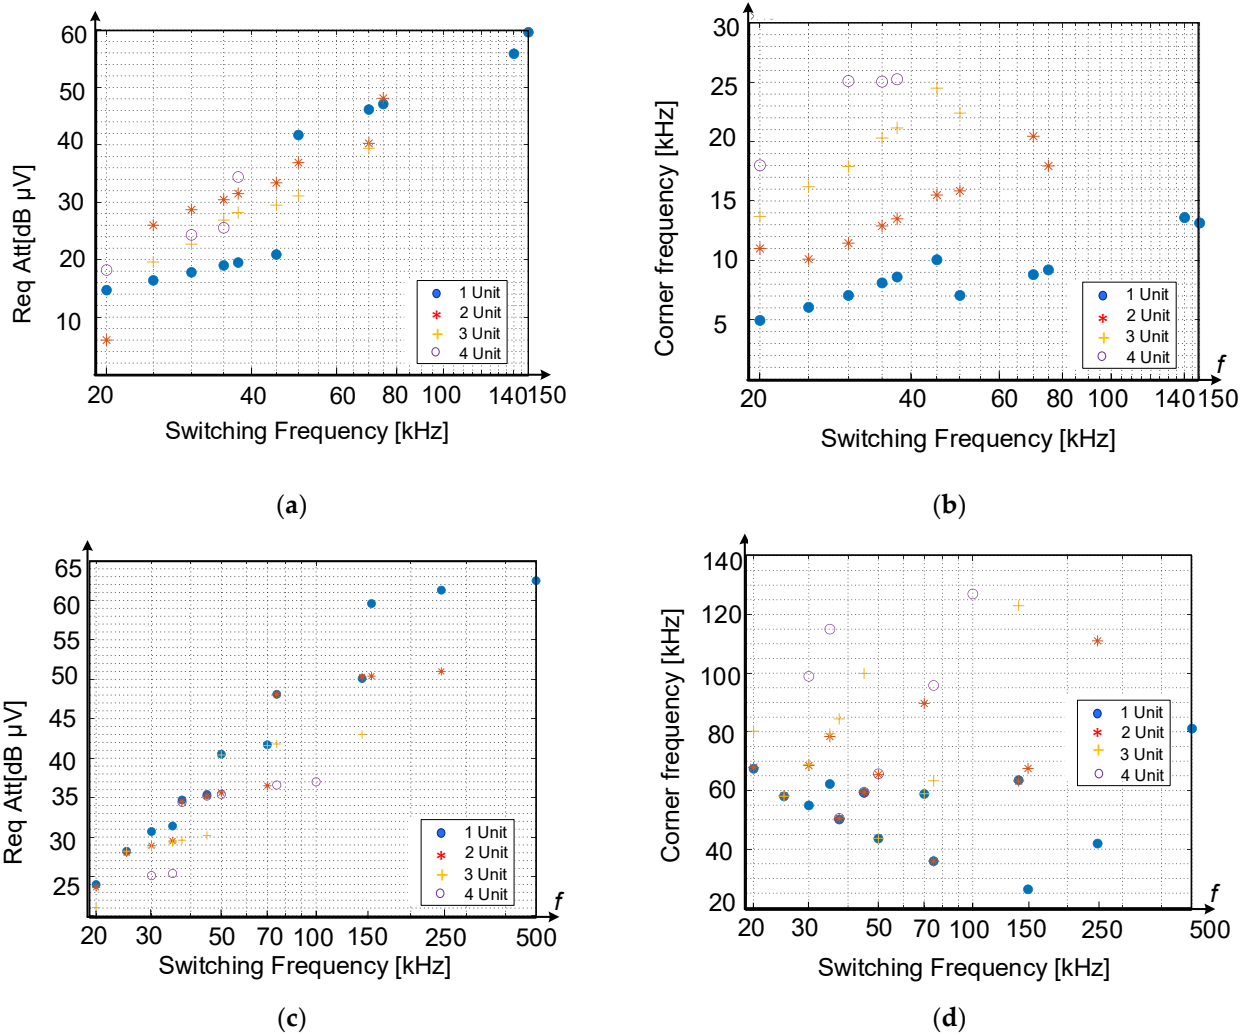 60
50
40
30
20
10
Req Att[dB µV]
1 Unit
2 Unit
3 Unit
4 Unit
20 40 60 80 100 140 150
Switching Frequency [kHz]
(a)
30
25
20
15
10
5
Corner frequency [kHz]
1 Unit
2 Unit
3 Unit
4 Unit
f
20 40 60 80 100 140 150
Switching Frequency [kHz]
(b)
65
60
55
50
45
40
35
30
25
Req Att[dB µV]
1 Unit
2 Unit
3 Unit
4 Unit
f
20 30 50 70 100 150 250 500
Switching Frequency [kHz]
(c)
140
120
100
80
60
40
20
Corner frequency [kHz]
1 Unit
2 Unit
3 Unit
4 Unit
f
20 30 50 70 100 150 250 500
Switching Frequency [kHz]
(d)